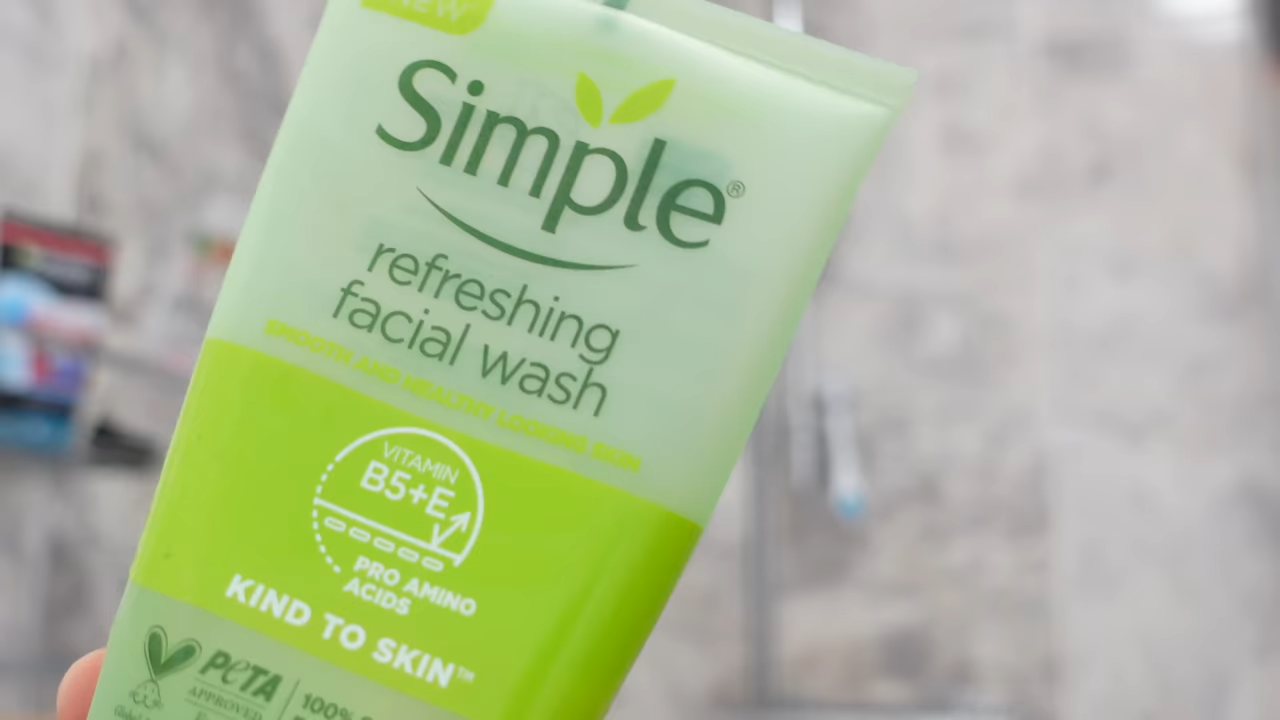 NEW
Simple®
refreshing
facial wash
SMOOTH AND HEALTHY LOOKING SKIN
VITAMIN
B5+E
PRO AMINO
ACIDS
KIND TO SKIN™
PETA
APPROVED
100%